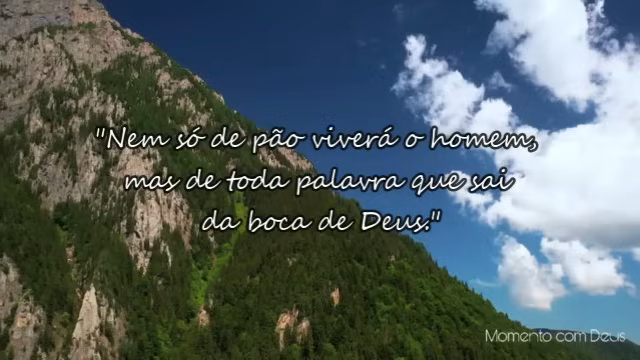 "Nem só de pão viverá o homem,
mas de toda palavra que sai
da boca de Deus."
Momento com Deus